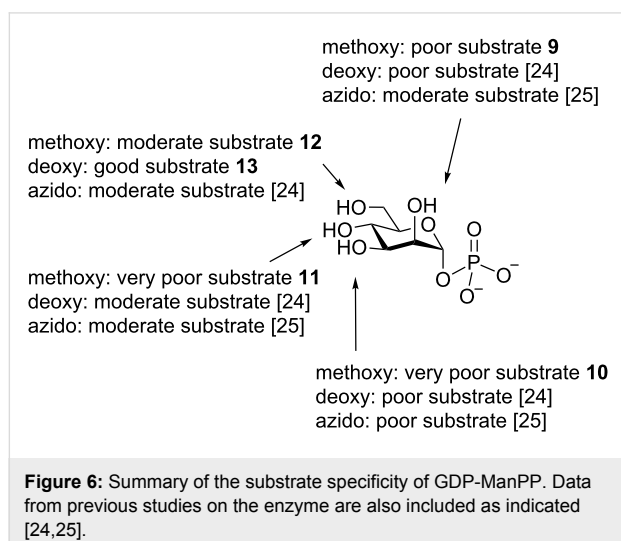 methoxy: poor substrate 9
deoxy: poor substrate [24]
azido: moderate substrate [25]
methoxy: moderate substrate 12
deoxy: good substrate 13
azido: moderate substrate [24]
HO
OH
O
HO
HO
O
O
P
O−
O−
methoxy: very poor substrate 11
deoxy: moderate substrate [24]
azido: moderate substrate [25]
methoxy: very poor substrate 10
deoxy: poor substrate [24]
azido: poor substrate [25]
Figure 6: Summary of the substrate specificity of GDP-ManPP. Data
from previous studies on the enzyme are also included as indicated
[24,25].